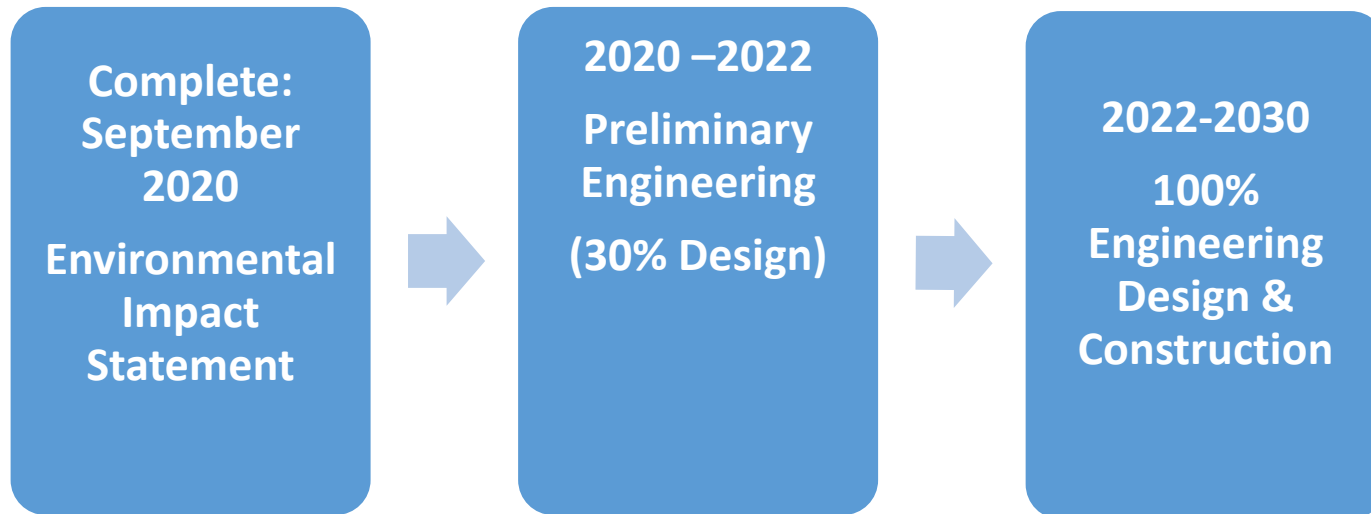 Complete:
September
2020
Environmental
Impact
Statement
2020 –2022
Preliminary
Engineering
(30% Design)
2022-2030
100%
Engineering
Design &
Construction